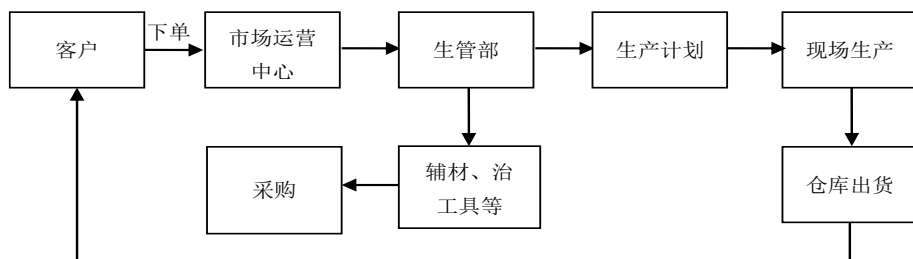 客户
下单
市场运营
中心
生管部
生产计划
现场生产
采购
辅材、治
工具等
仓库出货